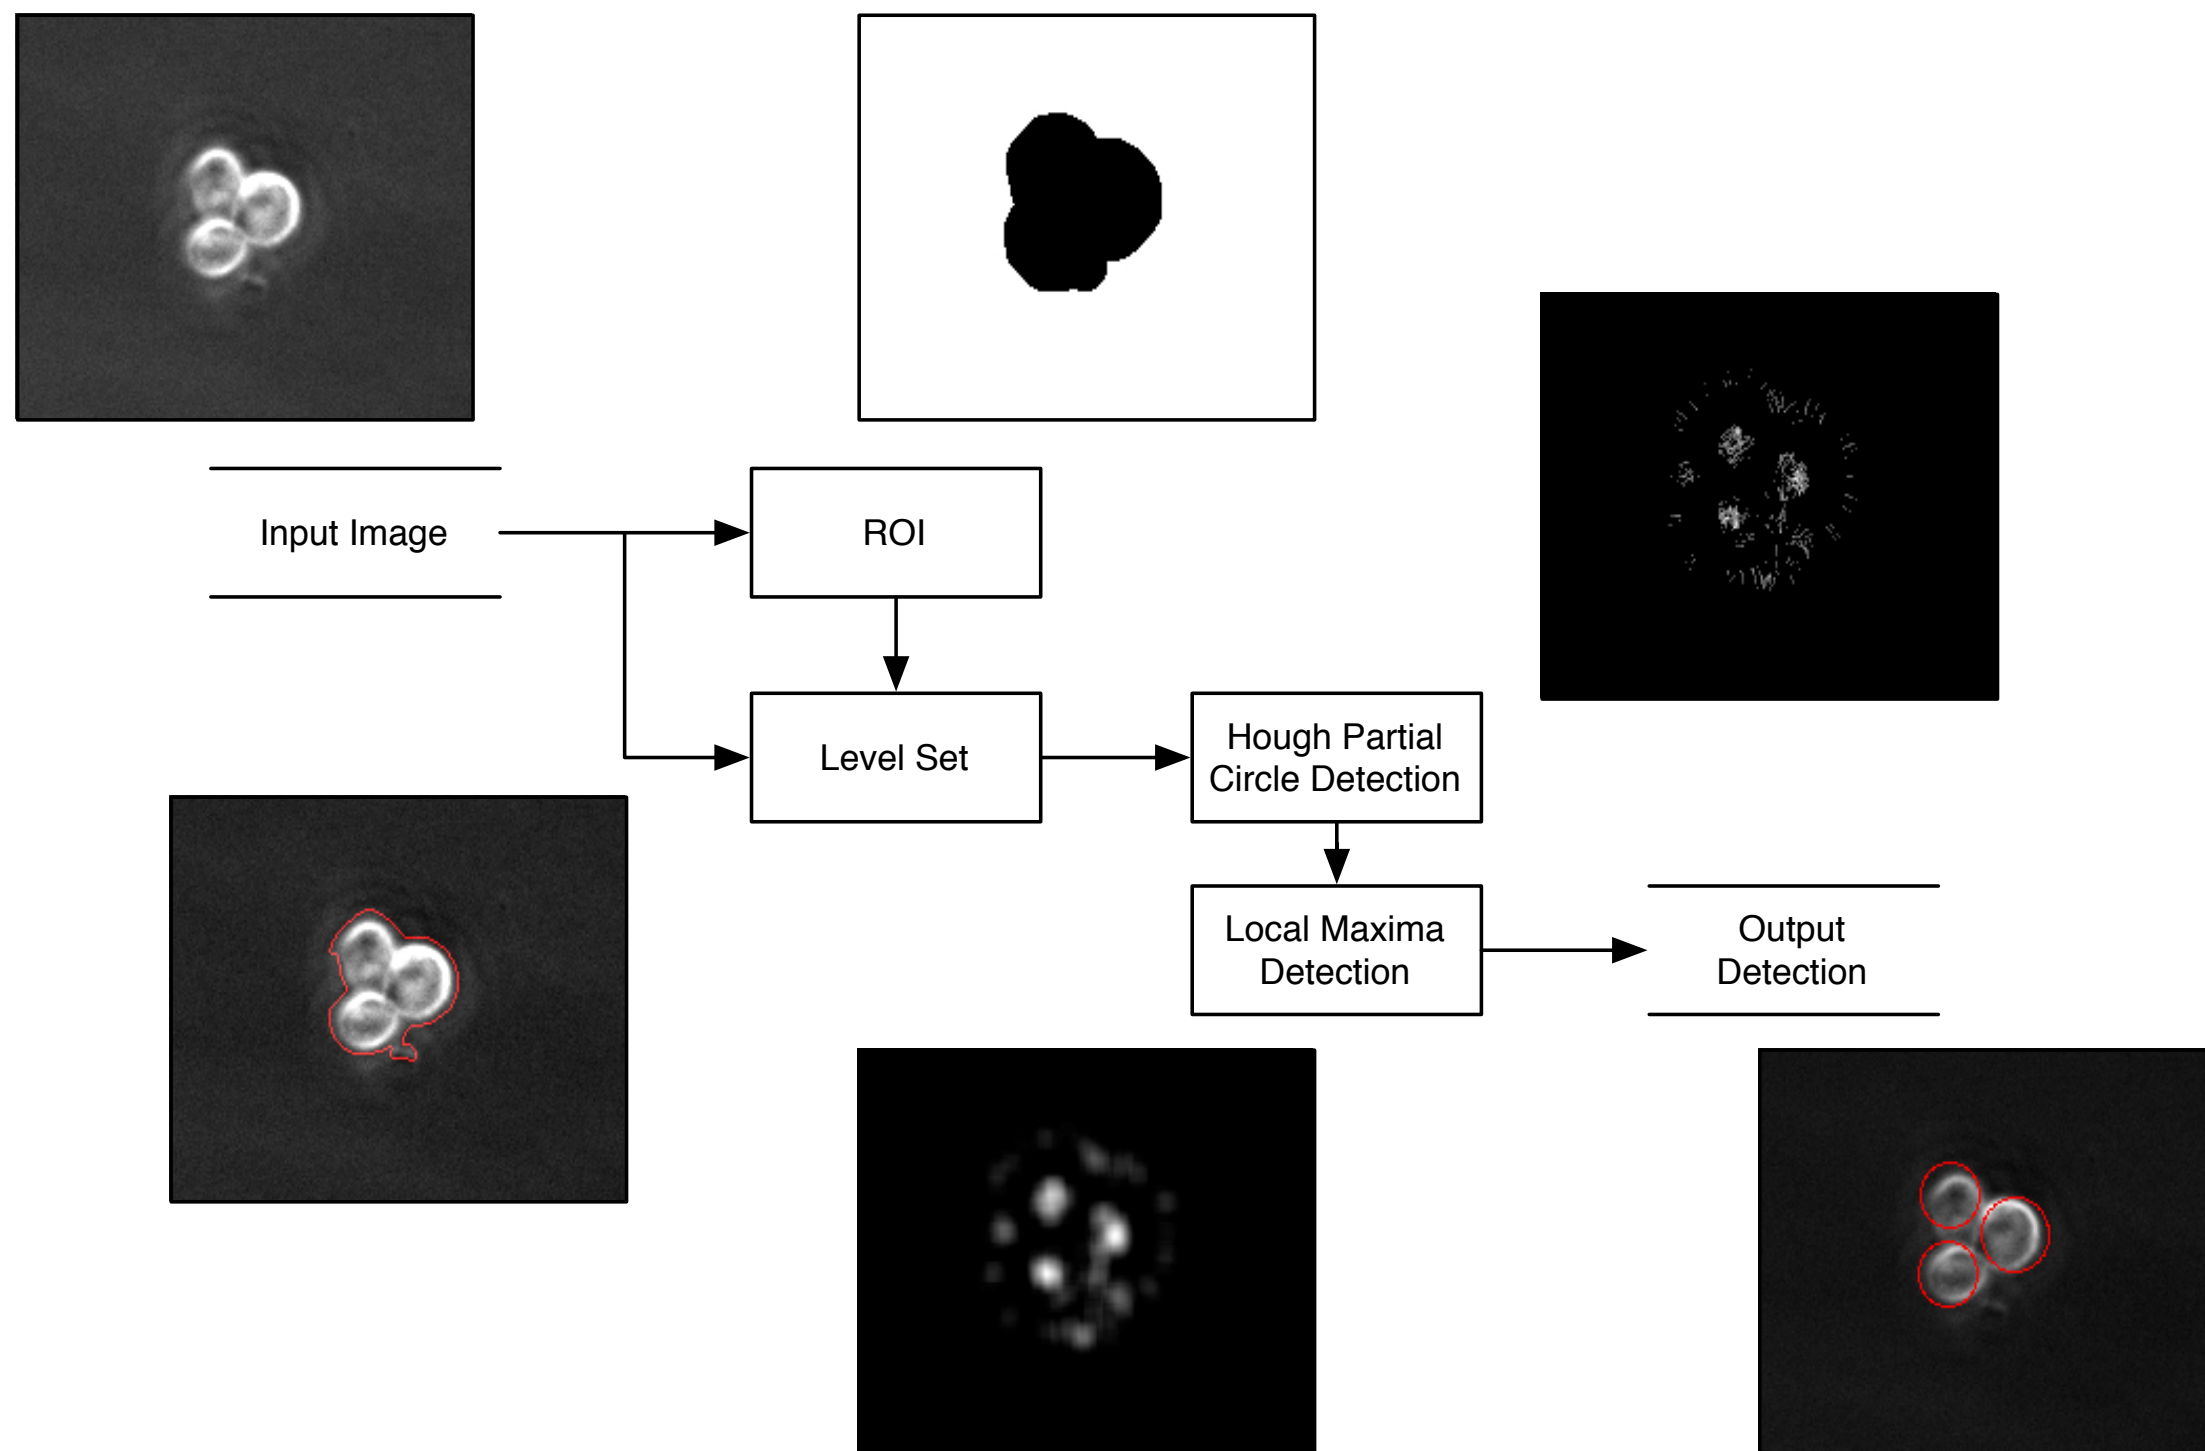 Input Image
ROI
Level Set
Hough Partial
Circle Detection
Local Maxima
Detection
Output
Detection